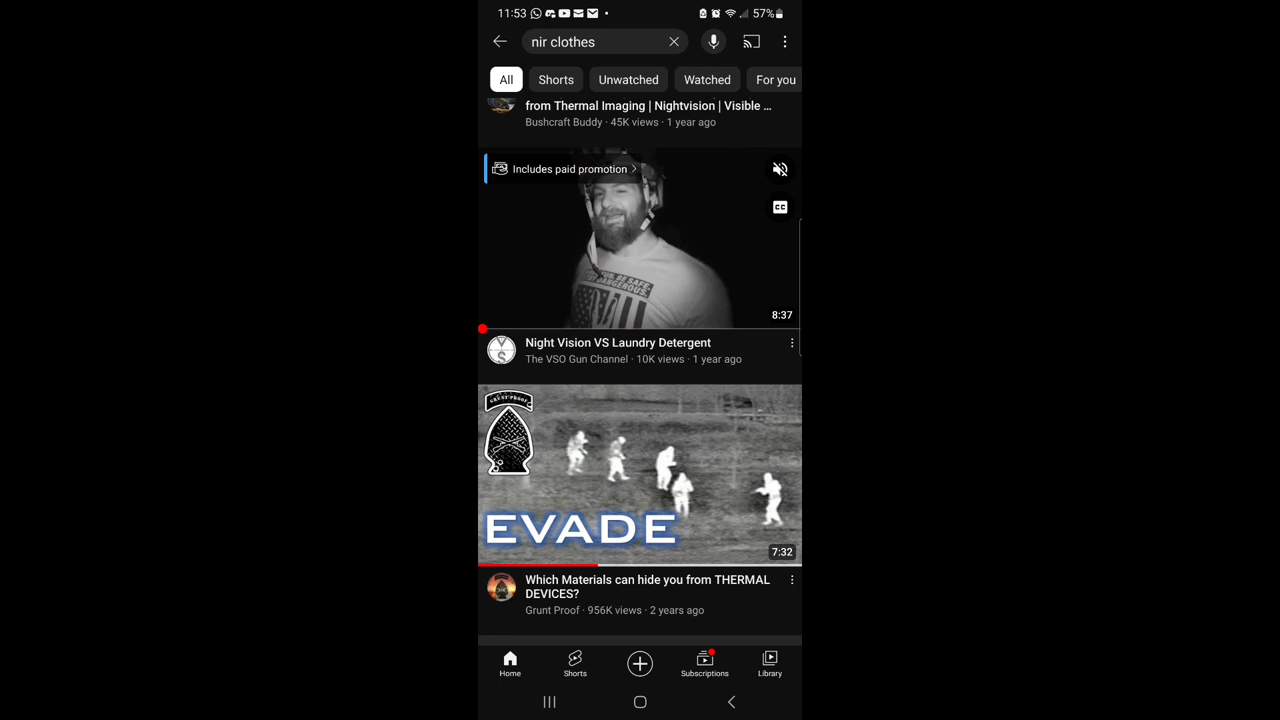 11:53
57%
nir clothes
All
Shorts
Unwatched
Watched
For you
from Thermal Imaging | Nightvision | Visible ...
Bushcraft Buddy · 45K views · 1 year ago
Includes paid promotion
CC
8:37
Night Vision VS Laundry Detergent
The VSO Gun Channel · 10K views · 1 year ago
GRUNT PROOF
EVADE
7:32
Which Materials can hide you from THERMAL
DEVICES?
Grunt Proof · 956K views · 2 years ago
Home
Shorts
Subscriptions
Library